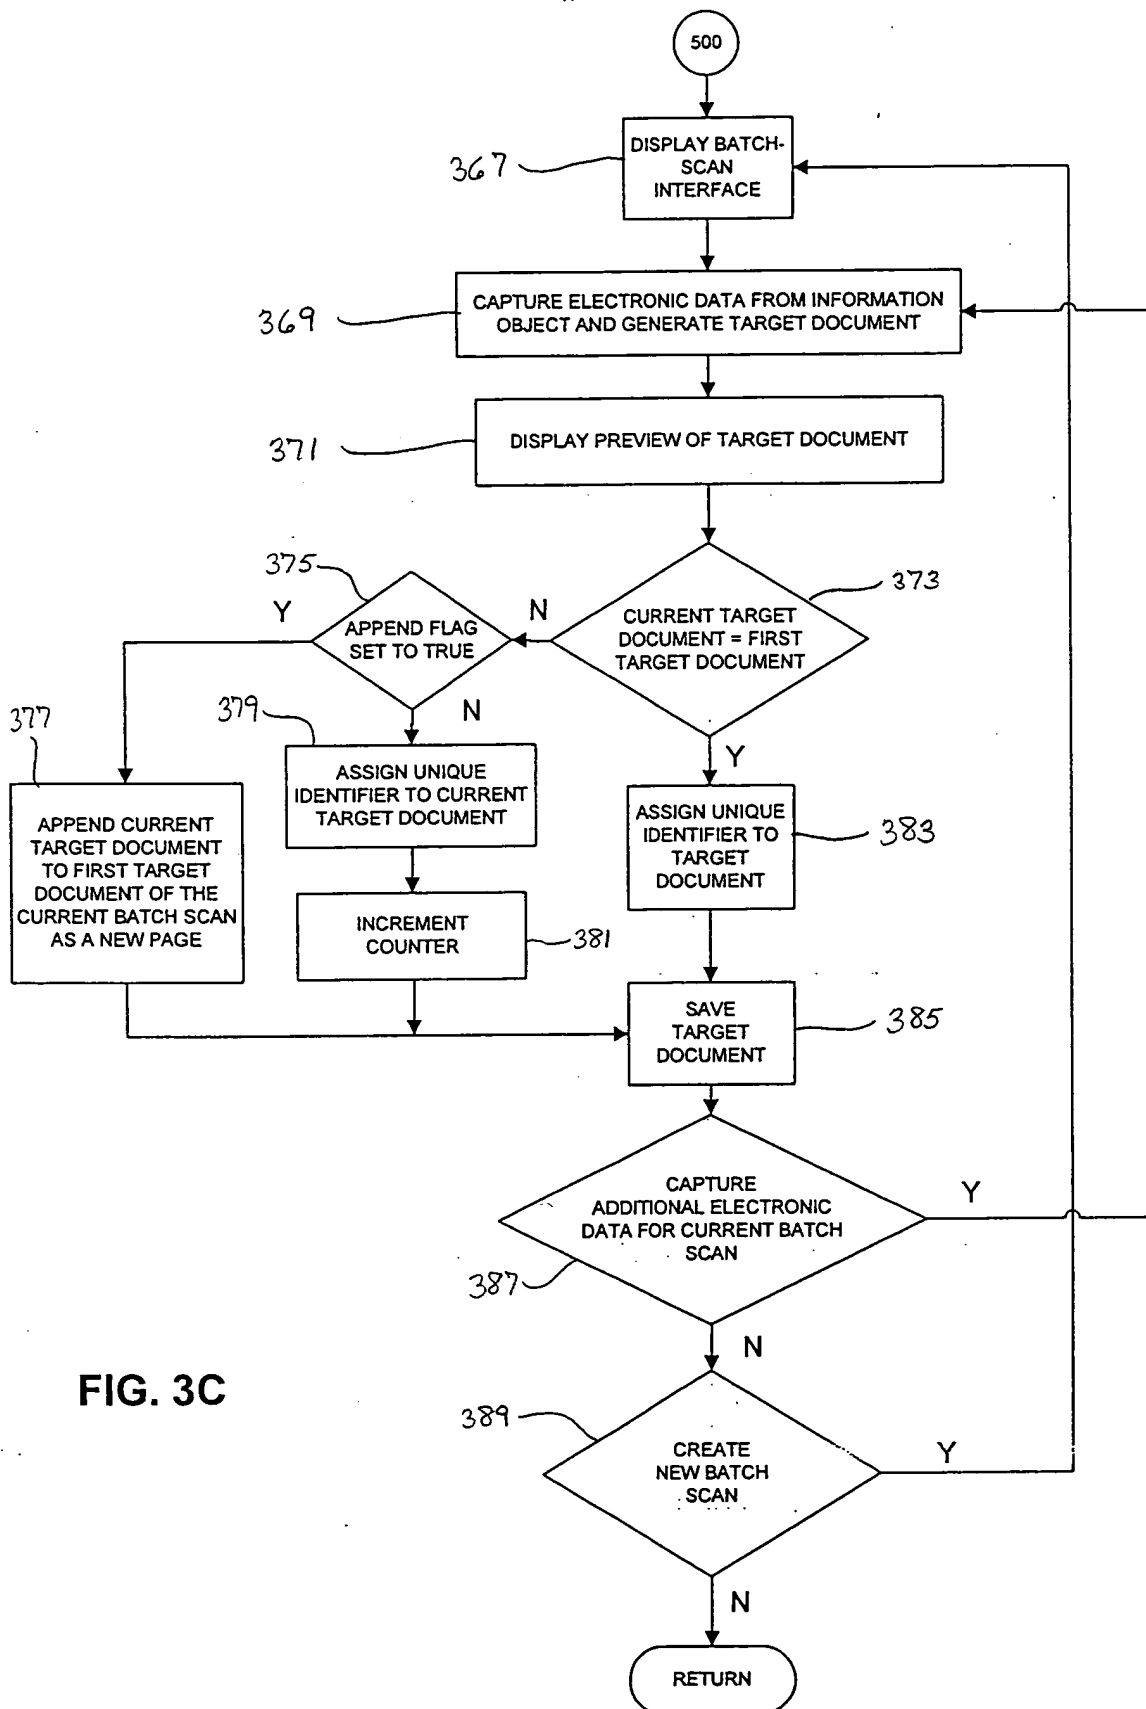 500
DISPLAY BATCH-
SCAN
INTERFACE
367
CAPTURE ELECTRONIC DATA FROM INFORMATION
OBJECT AND GENERATE TARGET DOCUMENT
369
DISPLAY PREVIEW OF TARGET DOCUMENT
371
375
373
Y
APPEND FLAG
SET TO TRUE
N
CURRENT TARGET
DOCUMENT = FIRST
TARGET DOCUMENT
377
379
N
Y
ASSIGN UNIQUE
IDENTIFIER TO CURRENT
TARGET DOCUMENT
ASSIGN UNIQUE
IDENTIFIER TO
TARGET
DOCUMENT
383
APPEND CURRENT
TARGET DOCUMENT
TO FIRST TARGET
DOCUMENT OF THE
CURRENT BATCH SCAN
AS A NEW PAGE
INCREMENT
COUNTER
381
SAVE
TARGET
DOCUMENT
385
CAPTURE
ADDITIONAL ELECTRONIC
DATA FOR CURRENT BATCH
SCAN
Y
387
N
FIG. 3C
389
CREATE
NEW BATCH
SCAN
Y
N
RETURN